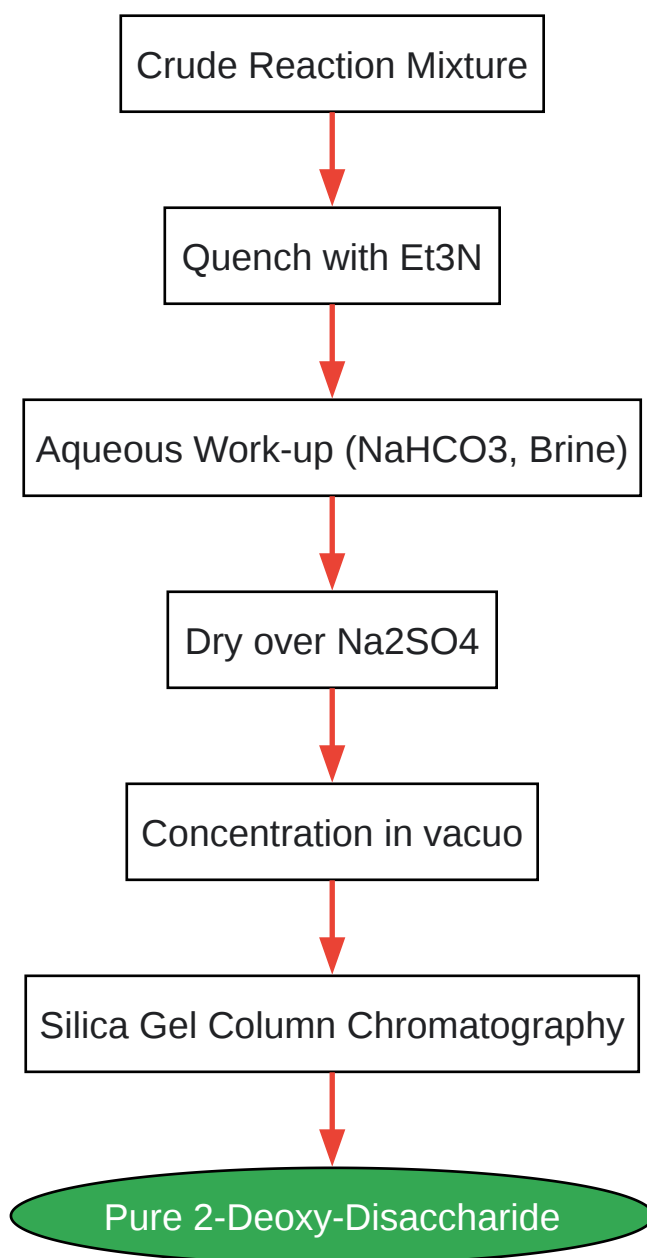 Crude Reaction Mixture
Quench with Et3N
Aqueous Work-up (NaHCO3, Brine)
Dry over Na2SO4
Concentration in vacuo
Silica Gel Column Chromatography
Pure 2-Deoxy-Disaccharide